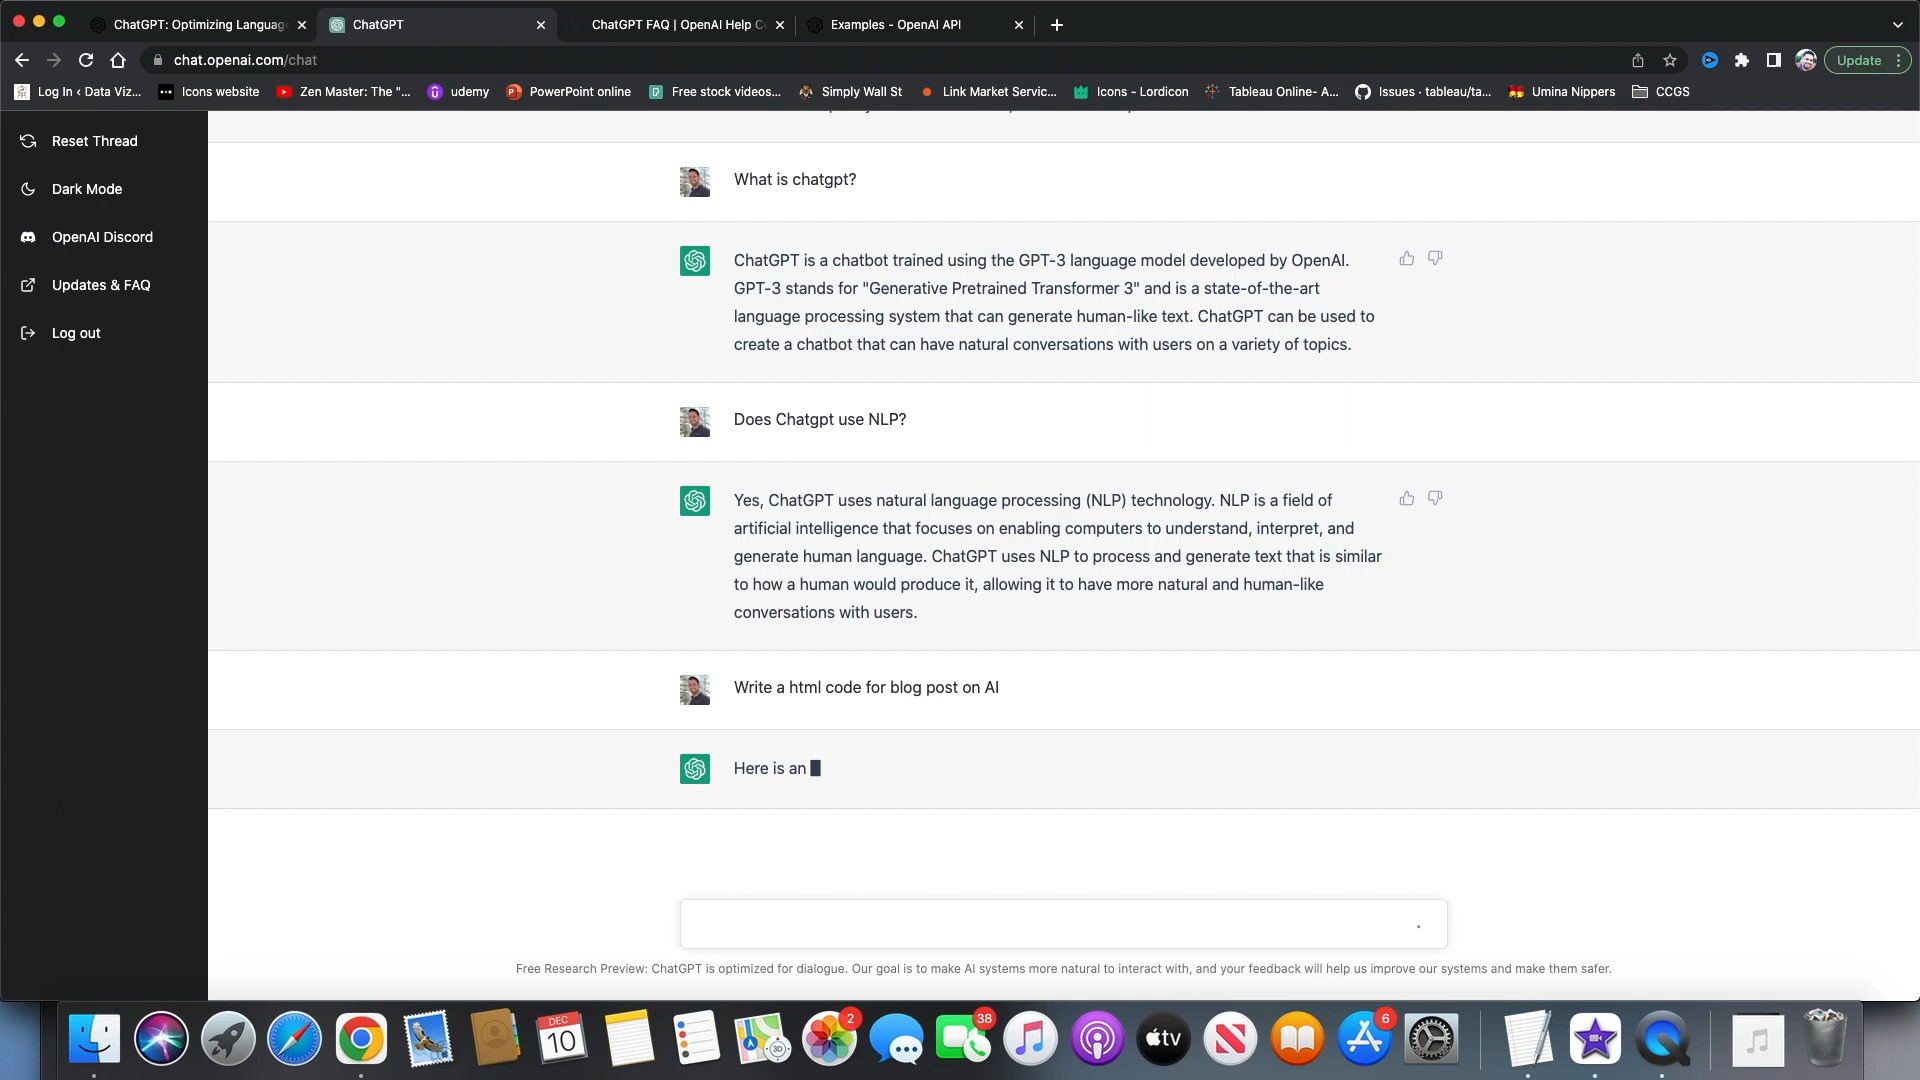 ChatGPT: Optimizing Language
ChatGPT
ChatGPT FAQ | OpenAI Help C
Examples - OpenAI API
chat.openai.com/chat
Update
Log In ‹ Data Viz...
Icons website
Zen Master: The "...
udemy
PowerPoint online
Free stock videos...
Simply Wall St
Link Market Servic...
Icons - Lordicon
Tableau Online- A...
Issues · tableau/ta...
Umina Nippers
CCGS
Reset Thread
Dark Mode
OpenAI Discord
Updates & FAQ
Log out
What is chatgpt?
ChatGPT is a chatbot trained using the GPT-3 language model developed by OpenAI.
GPT-3 stands for "Generative Pretrained Transformer 3" and is a state-of-the-art
language processing system that can generate human-like text. ChatGPT can be used to
create a chatbot that can have natural conversations with users on a variety of topics.
Does Chatgpt use NLP?
Yes, ChatGPT uses natural language processing (NLP) technology. NLP is a field of
artificial intelligence that focuses on enabling computers to understand, interpret, and
generate human language. ChatGPT uses NLP to process and generate text that is similar
to how a human would produce it, allowing it to have more natural and human-like
conversations with users.
Write a html code for blog post on AI
Here is an
Free Research Preview: ChatGPT is optimized for dialogue. Our goal is to make AI systems more natural to interact with, and your feedback will help us improve our systems and make them safer.
DEC
10
3D
2
38
tv
6